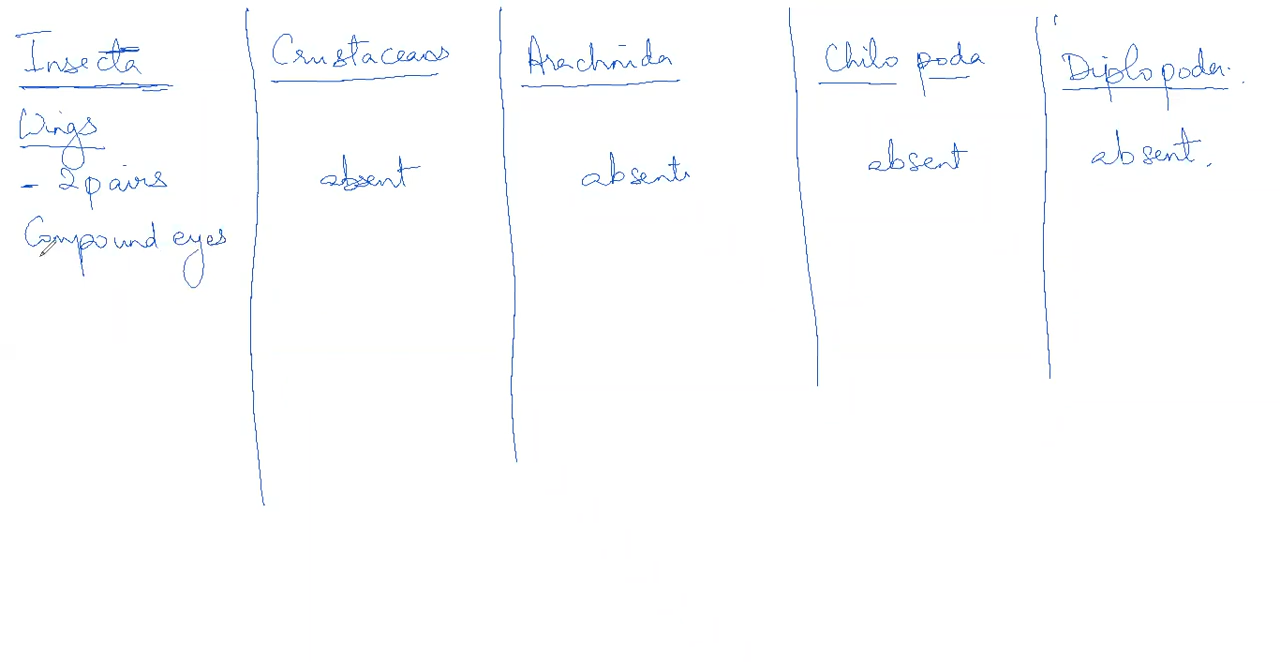 Insecta
Wings
- 2 pairs
Compound eyes
Crustaceans
absent
Arachnida
absent.
Chilo poda
absent
Diplopoda.
absent.